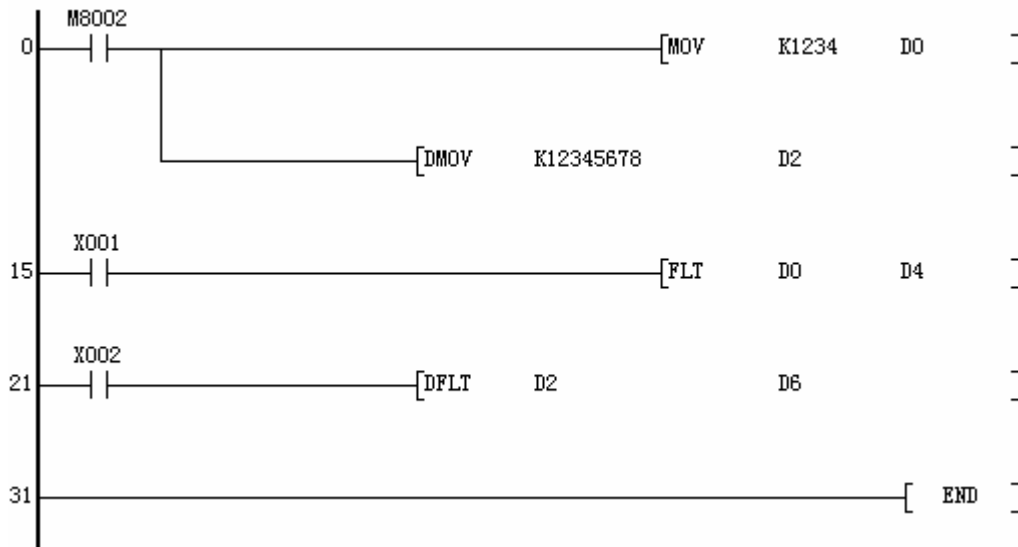 M8002
0 [MOV K1234 D0 ]
[DMOV K12345678 D2 ]
X001
15 [FLT D0 D4 ]
X002
21 [DFLT D2 D6 ]
31 [ END ]